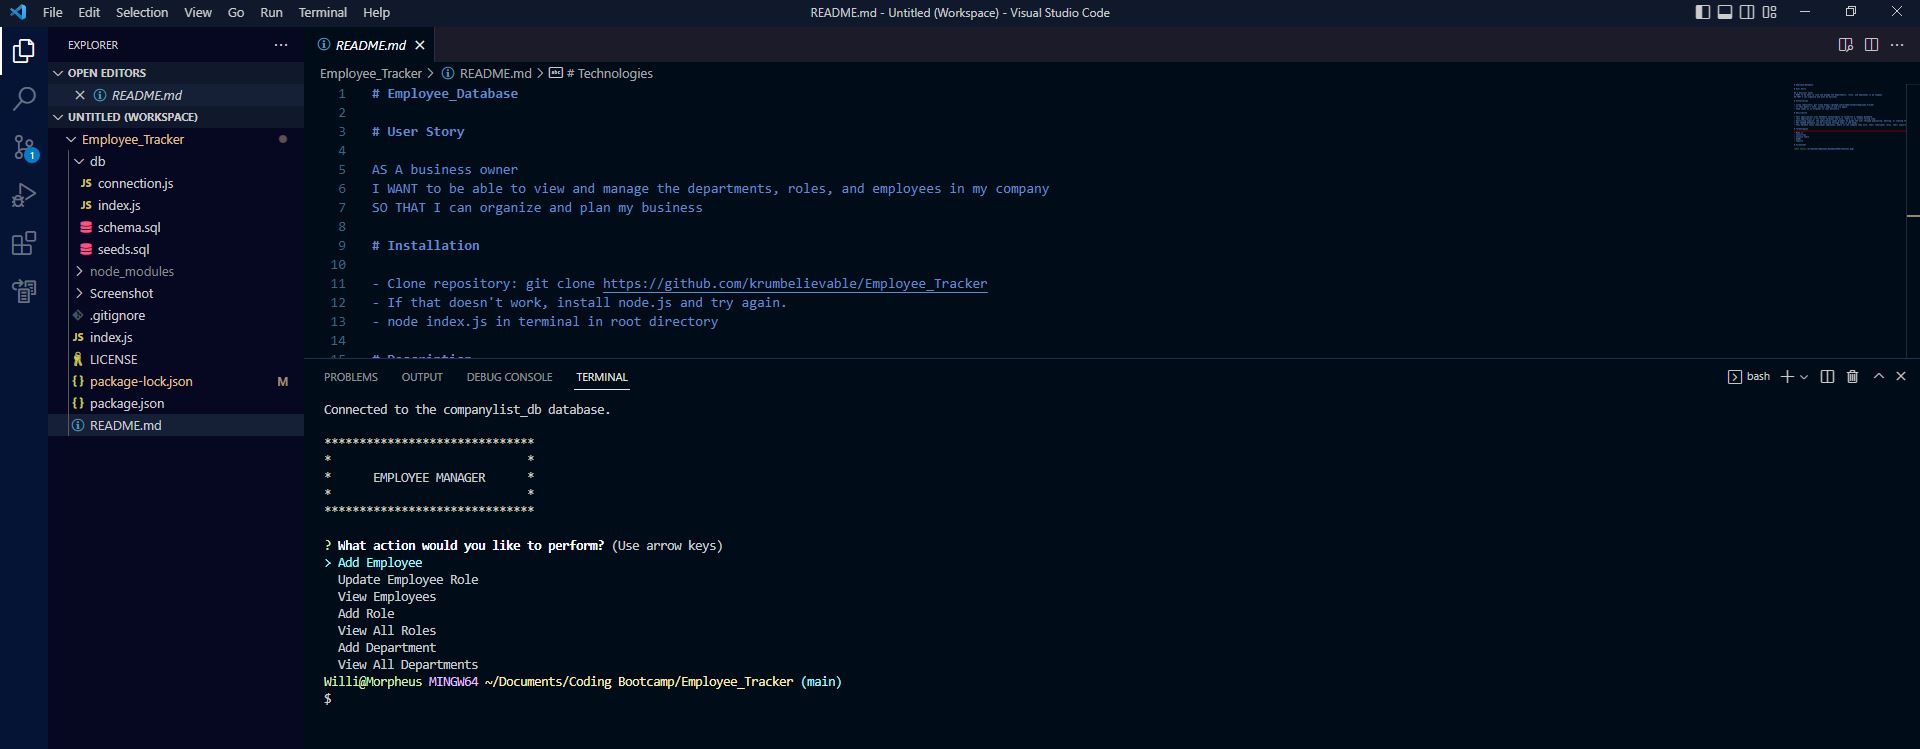 File Edit Selection View Go Run Terminal Help
README.md - Untitled (Workspace) - Visual Studio Code
EXPLORER
OPEN EDITORS
README.md
UNTITLED (WORKSPACE)
Employee_Tracker
db
JS connection.js
JS index.js
schema.sql
seeds.sql
node_modules
Screenshot
.gitignore
JS index.js
LICENSE
{} package-lock.json M
{} package.json
README.md
1
README.md
Employee_Tracker > README.md > # Technologies
1 # Employee_Database
2
3 # User Story
4
5 AS A business owner
6 I WANT to be able to view and manage the departments, roles, and employees in my company
7 SO THAT I can organize and plan my business
8
9 # Installation
10
11 - Clone repository: git clone https://github.com/krumbelievable/Employee_Tracker
12 - If that doesn't work, install node.js and try again.
13 - node index.js in terminal in root directory
14
15 # Description
PROBLEMS OUTPUT DEBUG CONSOLE TERMINAL
bash
Connected to the companylist_db database.
******************************
* *
* EMPLOYEE MANAGER *
* *
******************************
? What action would you like to perform? (Use arrow keys)
> Add Employee
Update Employee Role
View Employees
Add Role
View All Roles
Add Department
View All Departments
Willi@Morpheus MINGW64 ~/Documents/Coding Bootcamp/Employee_Tracker (main)
$